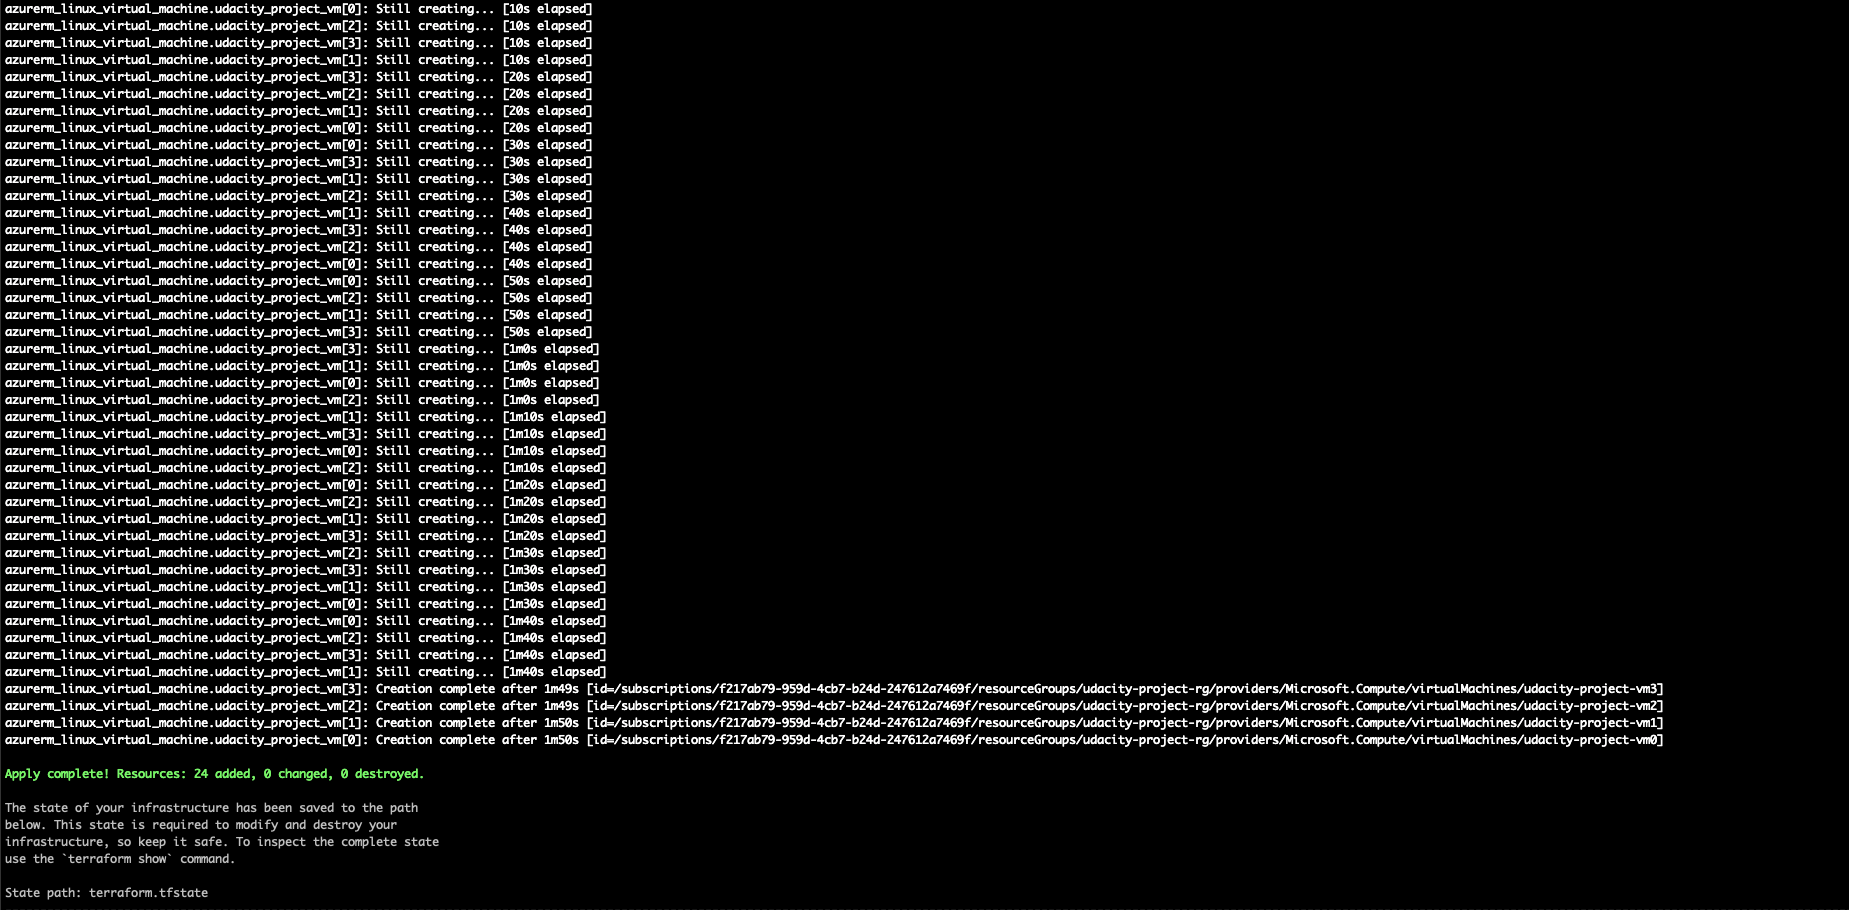 azurerm_linux_virtual_machine.udacity_project_vm[0]: Still creating... [10s elapsed]
azurerm_linux_virtual_machine.udacity_project_vm[2]: Still creating... [10s elapsed]
azurerm_linux_virtual_machine.udacity_project_vm[3]: Still creating... [10s elapsed]
azurerm_linux_virtual_machine.udacity_project_vm[1]: Still creating... [10s elapsed]
azurerm_linux_virtual_machine.udacity_project_vm[3]: Still creating... [20s elapsed]
azurerm_linux_virtual_machine.udacity_project_vm[2]: Still creating... [20s elapsed]
azurerm_linux_virtual_machine.udacity_project_vm[1]: Still creating... [20s elapsed]
azurerm_linux_virtual_machine.udacity_project_vm[0]: Still creating... [20s elapsed]
azurerm_linux_virtual_machine.udacity_project_vm[0]: Still creating... [30s elapsed]
azurerm_linux_virtual_machine.udacity_project_vm[3]: Still creating... [30s elapsed]
azurerm_linux_virtual_machine.udacity_project_vm[1]: Still creating... [30s elapsed]
azurerm_linux_virtual_machine.udacity_project_vm[2]: Still creating... [30s elapsed]
azurerm_linux_virtual_machine.udacity_project_vm[1]: Still creating... [40s elapsed]
azurerm_linux_virtual_machine.udacity_project_vm[3]: Still creating... [40s elapsed]
azurerm_linux_virtual_machine.udacity_project_vm[2]: Still creating... [40s elapsed]
azurerm_linux_virtual_machine.udacity_project_vm[0]: Still creating... [40s elapsed]
azurerm_linux_virtual_machine.udacity_project_vm[0]: Still creating... [50s elapsed]
azurerm_linux_virtual_machine.udacity_project_vm[2]: Still creating... [50s elapsed]
azurerm_linux_virtual_machine.udacity_project_vm[1]: Still creating... [50s elapsed]
azurerm_linux_virtual_machine.udacity_project_vm[3]: Still creating... [50s elapsed]
azurerm_linux_virtual_machine.udacity_project_vm[3]: Still creating... [1m0s elapsed]
azurerm_linux_virtual_machine.udacity_project_vm[1]: Still creating... [1m0s elapsed]
azurerm_linux_virtual_machine.udacity_project_vm[0]: Still creating... [1m0s elapsed]
azurerm_linux_virtual_machine.udacity_project_vm[2]: Still creating... [1m0s elapsed]
azurerm_linux_virtual_machine.udacity_project_vm[1]: Still creating... [1m10s elapsed]
azurerm_linux_virtual_machine.udacity_project_vm[3]: Still creating... [1m10s elapsed]
azurerm_linux_virtual_machine.udacity_project_vm[0]: Still creating... [1m10s elapsed]
azurerm_linux_virtual_machine.udacity_project_vm[2]: Still creating... [1m10s elapsed]
azurerm_linux_virtual_machine.udacity_project_vm[0]: Still creating... [1m20s elapsed]
azurerm_linux_virtual_machine.udacity_project_vm[2]: Still creating... [1m20s elapsed]
azurerm_linux_virtual_machine.udacity_project_vm[1]: Still creating... [1m20s elapsed]
azurerm_linux_virtual_machine.udacity_project_vm[3]: Still creating... [1m20s elapsed]
azurerm_linux_virtual_machine.udacity_project_vm[2]: Still creating... [1m30s elapsed]
azurerm_linux_virtual_machine.udacity_project_vm[3]: Still creating... [1m30s elapsed]
azurerm_linux_virtual_machine.udacity_project_vm[1]: Still creating... [1m30s elapsed]
azurerm_linux_virtual_machine.udacity_project_vm[0]: Still creating... [1m30s elapsed]
azurerm_linux_virtual_machine.udacity_project_vm[0]: Still creating... [1m40s elapsed]
azurerm_linux_virtual_machine.udacity_project_vm[2]: Still creating... [1m40s elapsed]
azurerm_linux_virtual_machine.udacity_project_vm[3]: Still creating... [1m40s elapsed]
azurerm_linux_virtual_machine.udacity_project_vm[1]: Still creating... [1m40s elapsed]
azurerm_linux_virtual_machine.udacity_project_vm[3]: Creation complete after 1m49s [id=/subscriptions/f217ab79-959d-4cb7-b24d-247612a7469f/resourceGroups/udacity-project-rg/providers/Microsoft.Compute/virtualMachines/udacity-project-vm3]
azurerm_linux_virtual_machine.udacity_project_vm[2]: Creation complete after 1m49s [id=/subscriptions/f217ab79-959d-4cb7-b24d-247612a7469f/resourceGroups/udacity-project-rg/providers/Microsoft.Compute/virtualMachines/udacity-project-vm2]
azurerm_linux_virtual_machine.udacity_project_vm[1]: Creation complete after 1m50s [id=/subscriptions/f217ab79-959d-4cb7-b24d-247612a7469f/resourceGroups/udacity-project-rg/providers/Microsoft.Compute/virtualMachines/udacity-project-vm1]
azurerm_linux_virtual_machine.udacity_project_vm[0]: Creation complete after 1m50s [id=/subscriptions/f217ab79-959d-4cb7-b24d-247612a7469f/resourceGroups/udacity-project-rg/providers/Microsoft.Compute/virtualMachines/udacity-project-vm0]
Apply complete! Resources: 24 added, 0 changed, 0 destroyed.
The state of your infrastructure has been saved to the path
below. This state is required to modify and destroy your
infrastructure, so keep it safe. To inspect the complete state
use the `terraform show` command.
State path: terraform.tfstate